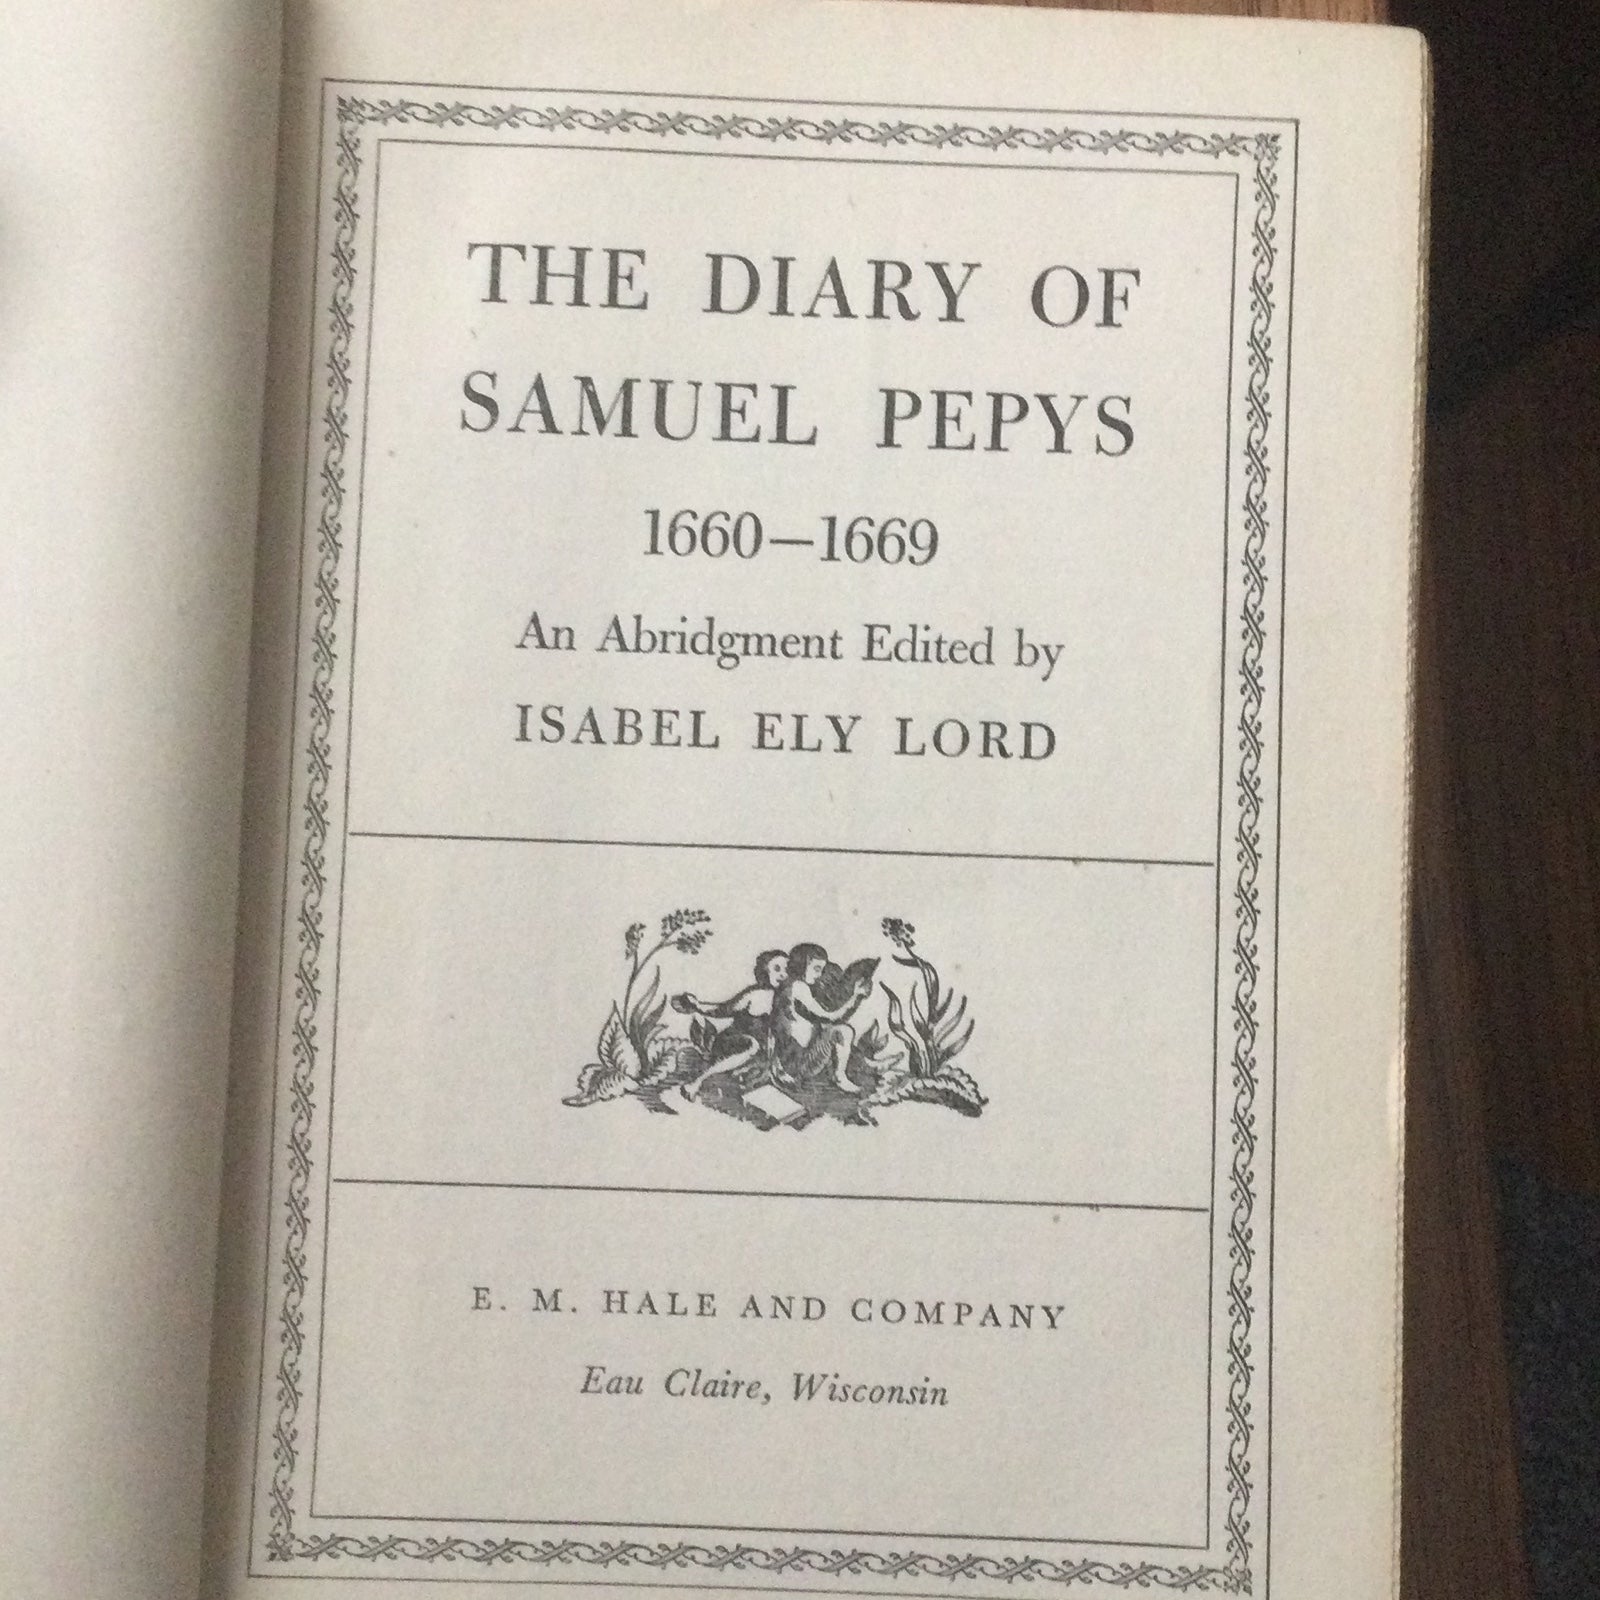 THE DIARY OF
SAMUEL PEPYS
1660—1669
An Abridgment Edited by
ISABEL ELY LORD
E. M. HALE AND COMPANY
Eau Claire, Wisconsin